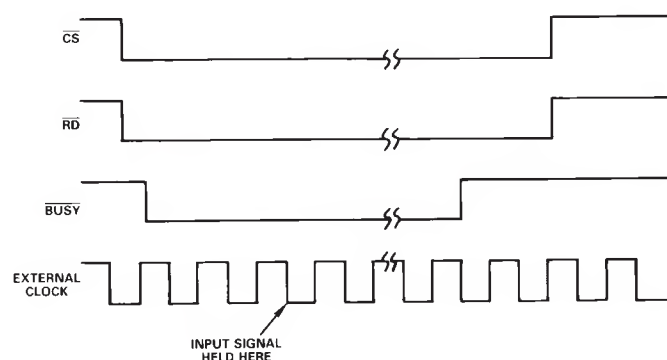 CS
RD
BUSY
EXTERNAL
CLOCK
INPUT SIGNAL
HELD HERE